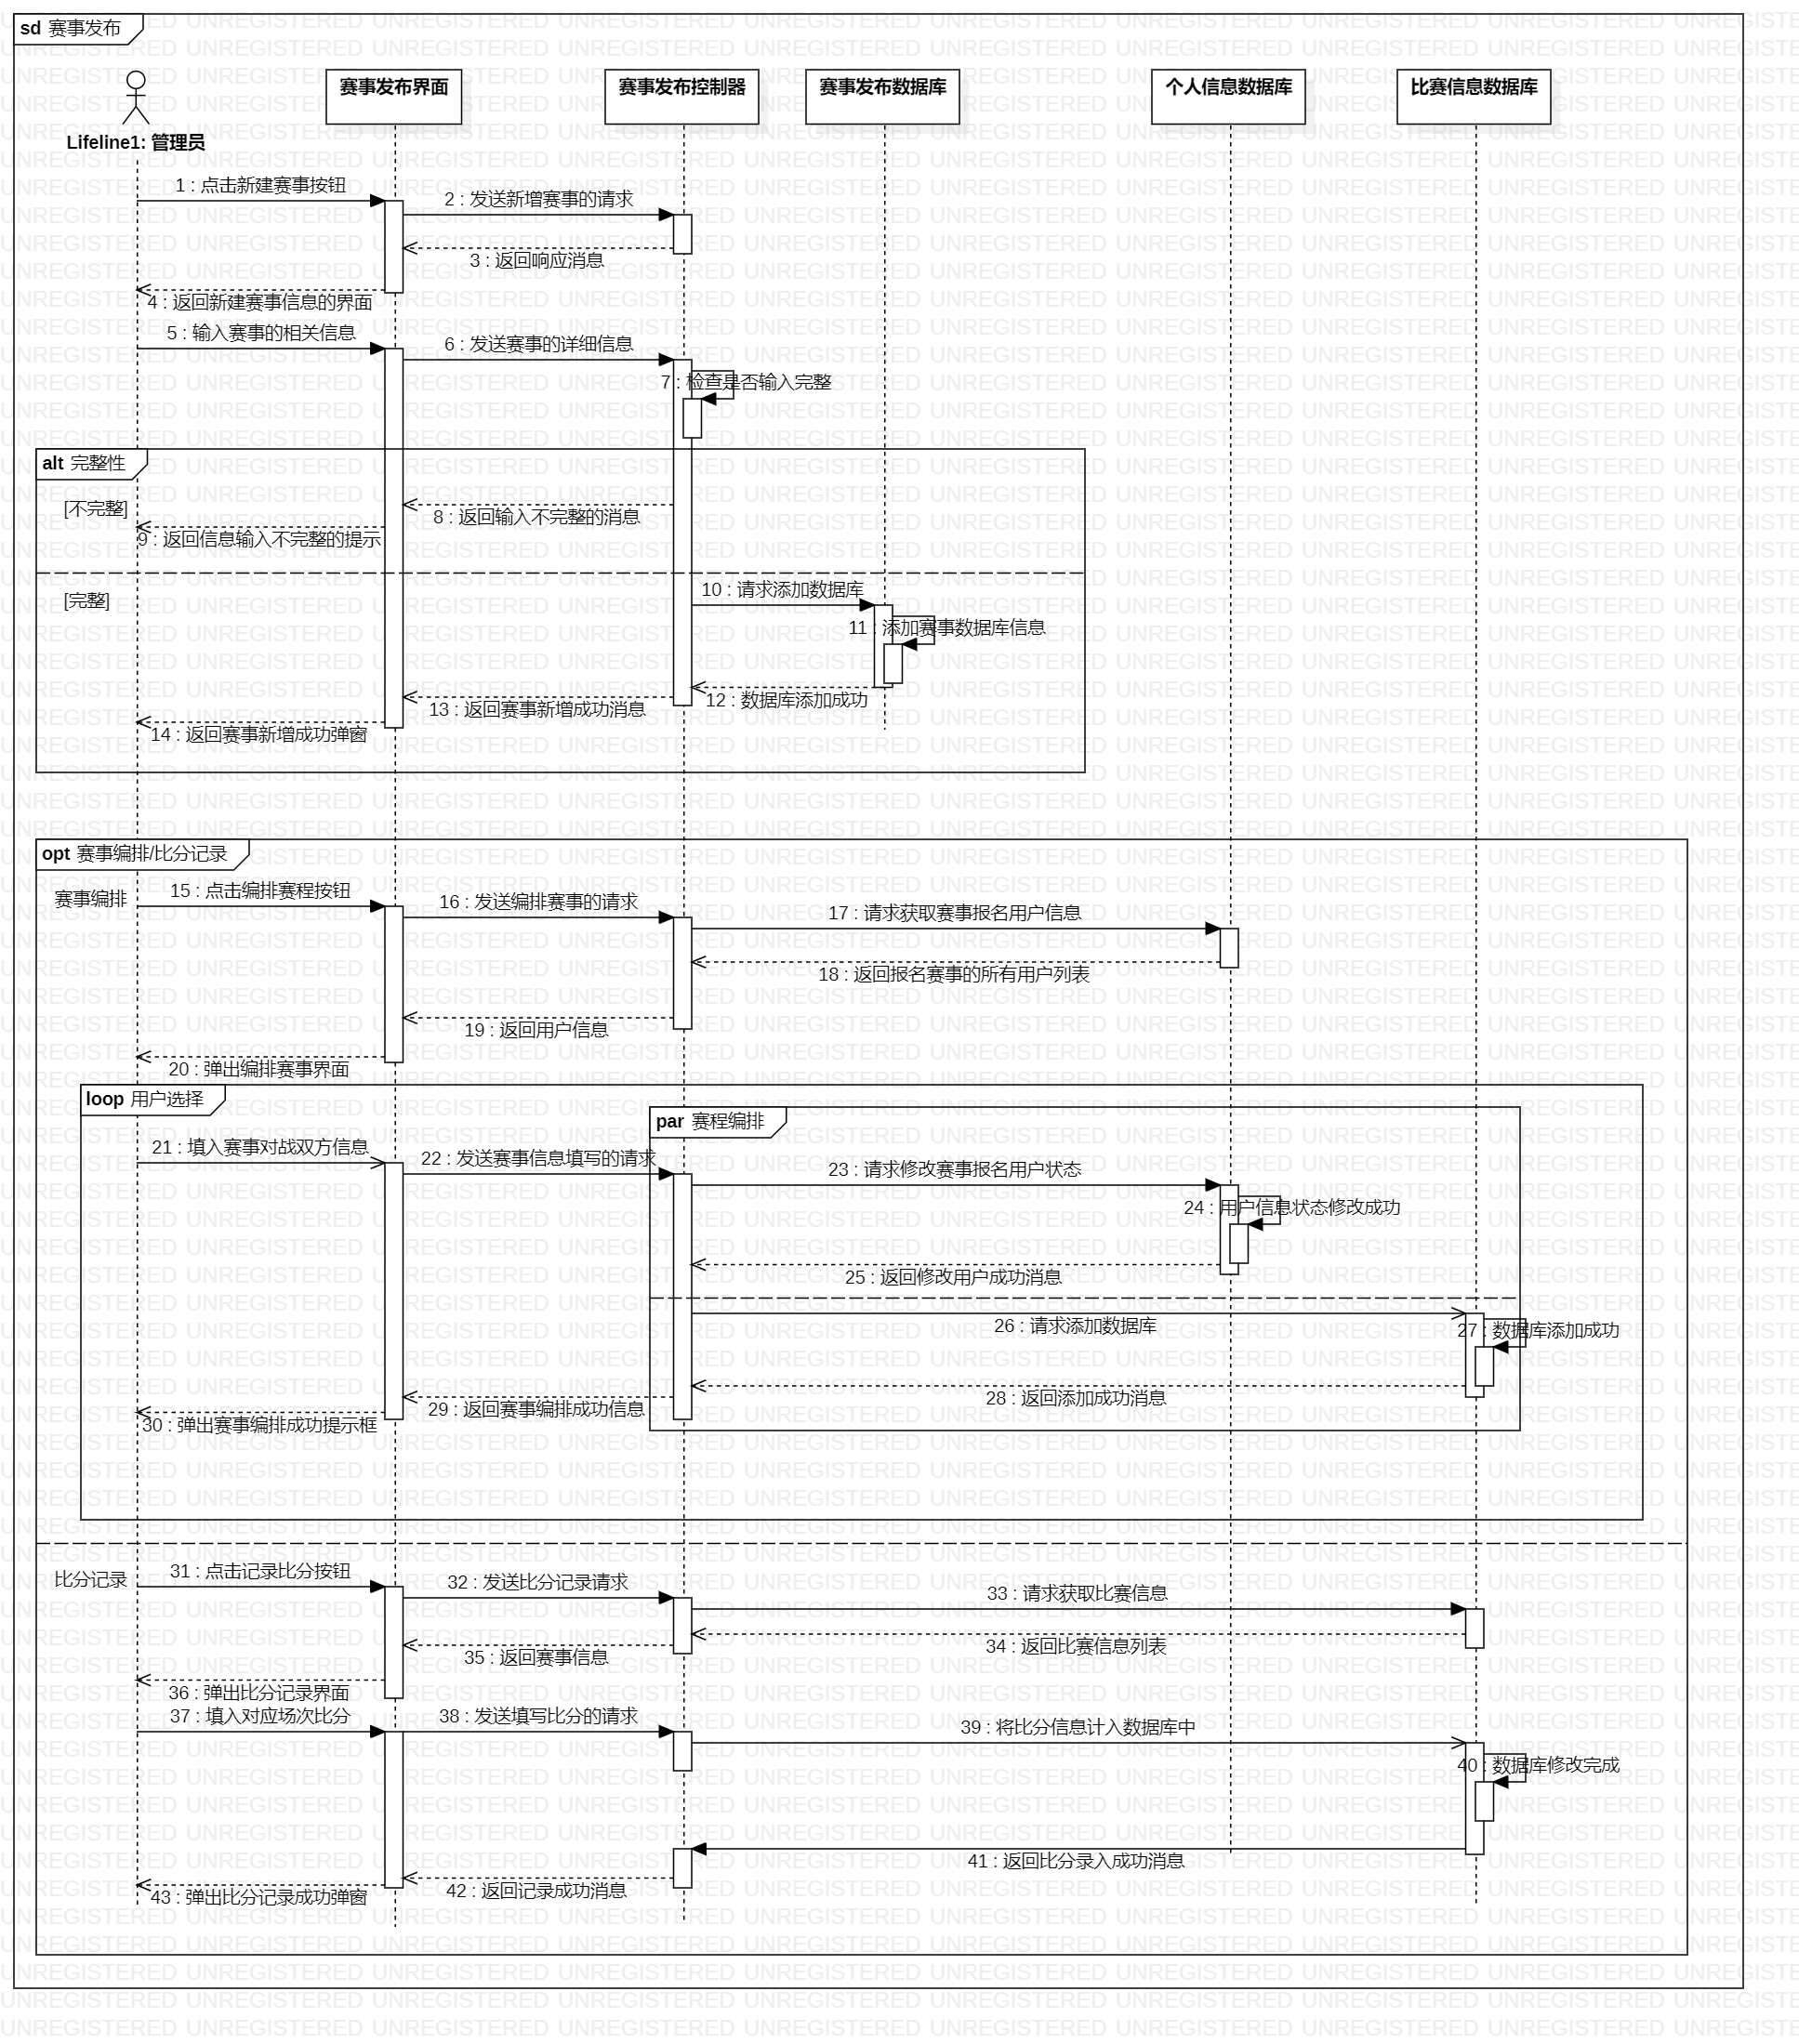 sd 赛事发布
赛事发布界面
赛事发布控制器
赛事发布数据库
个人信息数据库
比赛信息数据库
Lifeline1: 管理员
1 : 点击新建赛事按钮
2 : 发送新增赛事的请求
3 : 返回响应消息
4 : 返回新建赛事信息的界面
5 : 输入赛事的相关信息
6 : 发送赛事的详细信息
7 : 检查是否输入完整
alt 完整性
[不完整]
8 : 返回输入不完整的消息
9 : 返回信息输入不完整的提示
[完整]
10 : 请求添加数据库
11 : 添加赛事数据库信息
12 : 数据库添加成功
13 : 返回赛事新增成功消息
14 : 返回赛事新增成功弹窗
opt 赛事编排/比分记录
赛事编排
15 : 点击编排赛程按钮
16 : 发送编排赛事的请求
17 : 请求获取赛事报名用户信息
18 : 返回报名赛事的所有用户列表
19 : 返回用户信息
20 : 弹出编排赛事界面
loop 用户选择
par 赛程编排
21 : 填入赛事对战双方信息
22 : 发送赛事信息填写的请求
23 : 请求修改赛事报名用户状态
24 : 用户信息状态修改成功
25 : 返回修改用户成功消息
26 : 请求添加数据库
27 : 数据库添加成功
28 : 返回添加成功消息
29 : 返回赛事编排成功信息
30 : 弹出赛事编排成功提示框
比分记录
31 : 点击记录比分按钮
32 : 发送比分记录请求
33 : 请求获取比赛信息
34 : 返回比赛信息列表
35 : 返回赛事信息
36 : 弹出比分记录界面
37 : 填入对应场次比分
38 : 发送填写比分的请求
39 : 将比分信息计入数据库中
40 : 数据库修改完成
41 : 返回比分录入成功消息
42 : 返回记录成功消息
43 : 弹出比分记录成功弹窗